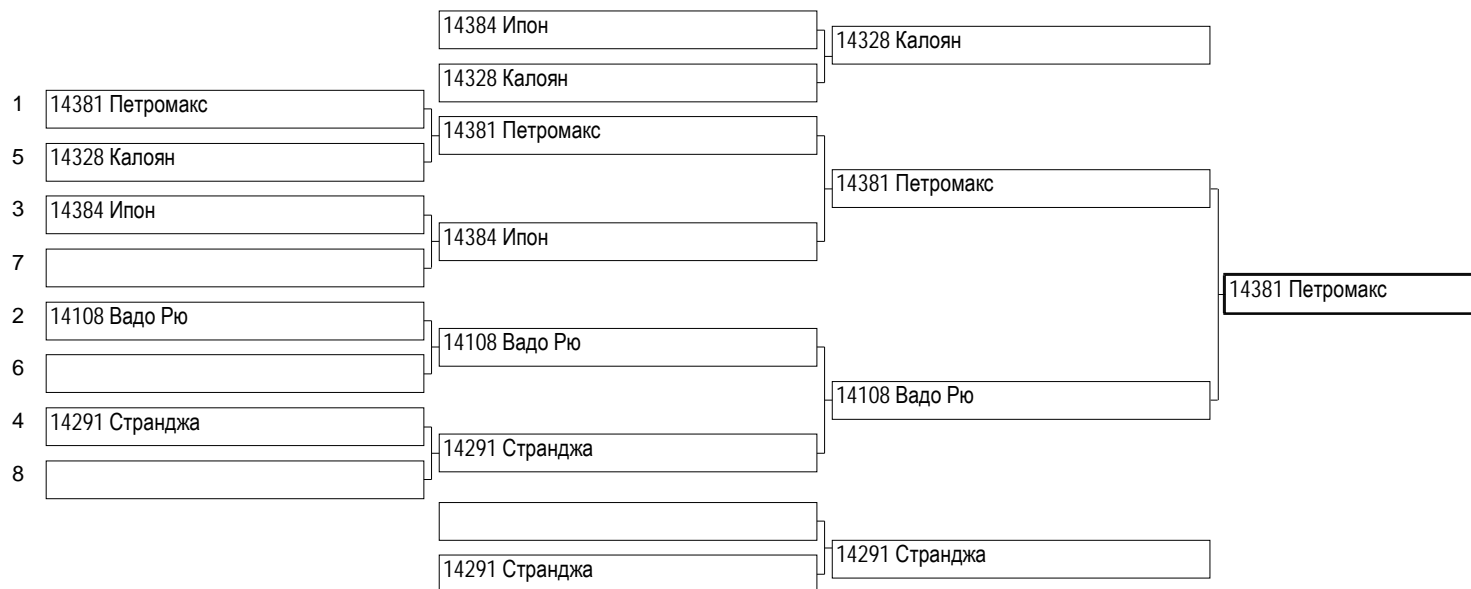 14384 Ипон
14328 Калоян
14328 Калоян
1 14381 Петромакс
14381 Петромакс
5 14328 Калоян
14381 Петромакс
3 14384 Ипон
14384 Ипон
7
14381 Петромакс
2 14108 Вадо Рю
14108 Вадо Рю
6
14108 Вадо Рю
4 14291 Странджа
14291 Странджа
8
14291 Странджа
14291 Странджа